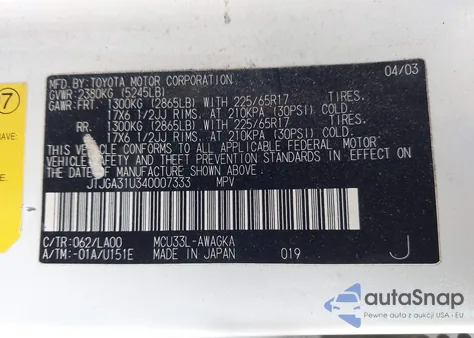 07
HAVE:
MFD. BY: TOYOTA MOTOR CORPORATION 04/03
GVWR: 2380KG (5245LB)
GAWR: FRT. 1300KG (2865LB) WITH 225/65R17 TIRES.
17X6 1/2JJ RIMS. AT 210KPA (30PSI) COLD.
RR. 1300KG (2865LB) WITH 225/65R17 TIRES.
17X6 1/2JJ RIMS. AT 210KPA (30PSI) COLD.
THIS VEHICLE CONFORMS TO ALL APPLICABLE FEDERAL MOTOR
VEHICLE SAFETY STANDARDS IN EFFECT ON
THE DATE OF MANUFACTURE SHOWN ABOVE.
JTJGA31U340007333 MPV
C/TR: 062/LA00 MCU33L-AWAGKA
A/TM: -01A/U151E MADE IN JAPAN 019 J
autoSnap
Pewne auta z aukcji w USA i EU